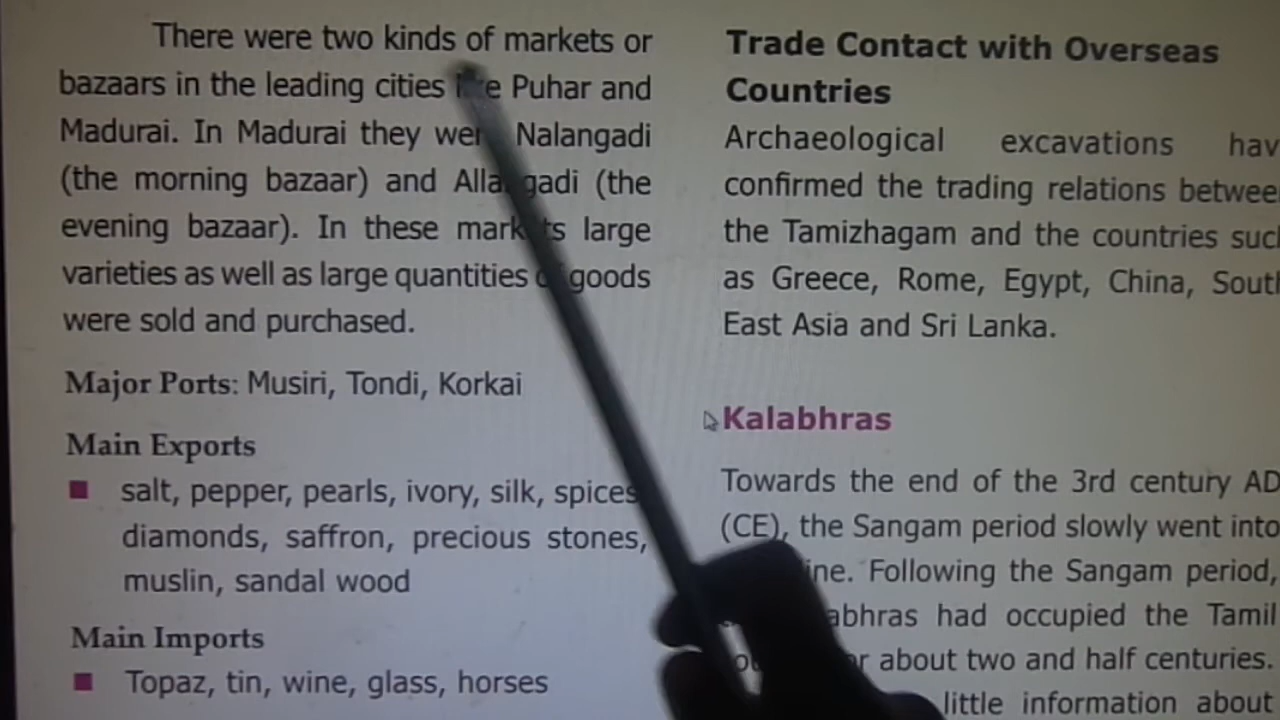 There were two kinds of markets or
bazaars in the leading cities Puhar and
Madurai. In Madurai they Nalangadi
(the morning bazaar) and (the
evening bazaar). In these large
varieties as well as large quantities goods
were sold and purchased.
Major Ports: Musiri, Tondi, Korkai
Main Exports
salt, pepper, pearls, ivory, silk, spices
diamonds, saffron, precious stones,
muslin, sandal wood
Main Imports
Topaz, tin, wine, glass, horses
Trade Contact with Overseas
Countries
Archaeological excavations hav
confirmed the trading relations betwee
the Tamizhagam and the countries suc
as Greece, Rome, Egypt, China, South
East Asia and Sri Lanka.
Kalabhras
Towards the end of the 3rd century AD
(CE), the Sangam period slowly went into
Following the Sangam period,
had occupied the Tamil
about two and half centuries.
little information about